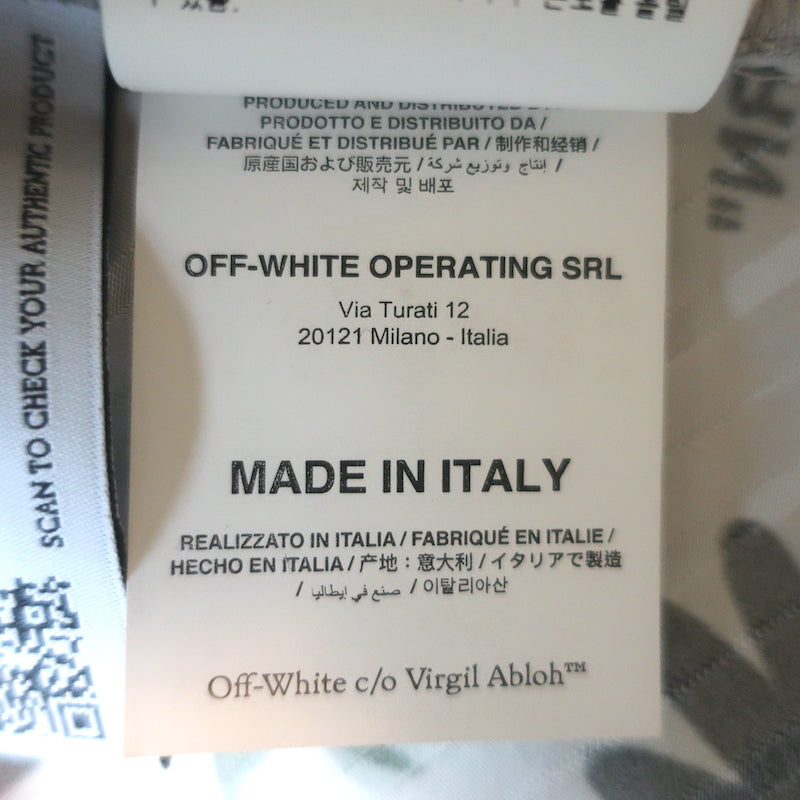 SCAN TO CHECK YOUR AUTHENTIC PRODUCT
PRODUCED AND DISTRIBUTED
PRODOTTO E DISTRIBUITO DA /
FABRIQUÉ ET DISTRIBUÉ PAR / 制作和经销 /
原産国および販売元 / إنتاج وتوزيع شركة /
제작 및 배포
OFF-WHITE OPERATING SRL
Via Turati 12
20121 Milano - Italia
MADE IN ITALY
REALIZZATO IN ITALIA / FABRIQUÉ EN ITALIE /
HECHO EN ITALIA / 产地：意大利 / イタリアで製造
/ صنع في إيطاليا / 이탈리아산
Off-White c/o Virgil Abloh™